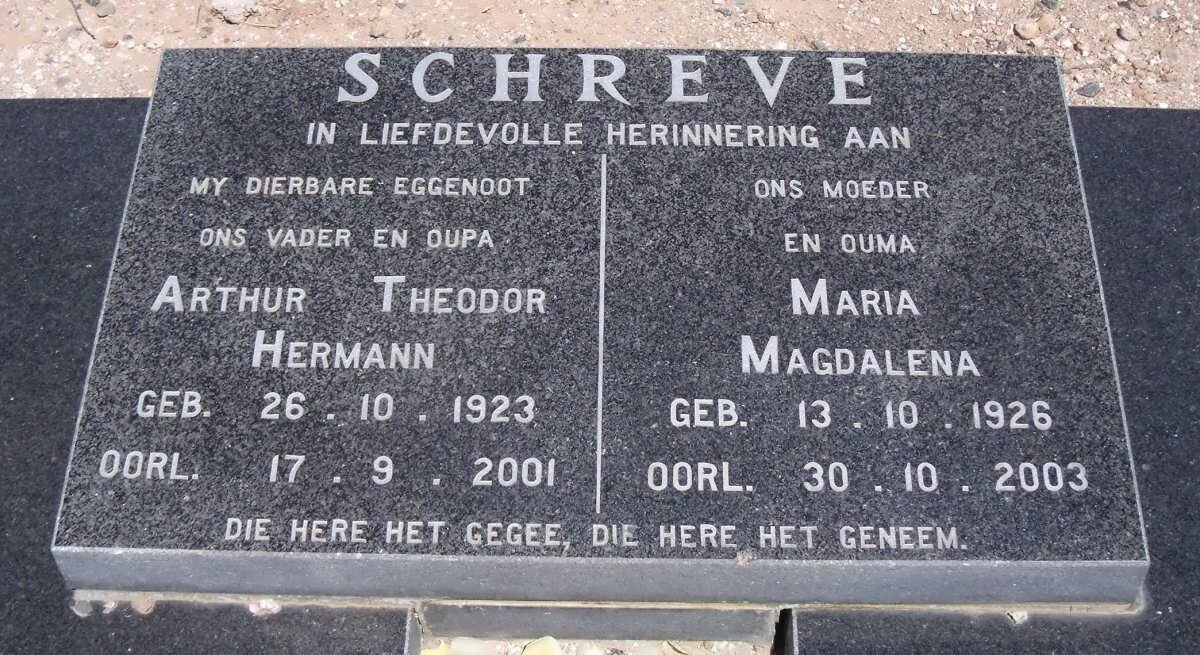 SCHREVE
IN LIEFDEVOLLE HERINNERING AAN
MY DIERBARE EGGENOOT
ONS VADER EN OUPA
ARTHUR THEODOR
HERMANN
GEB. 26 . 10 . 1923
OORL. 17 . 9 . 2001
ONS MOEDER
EN OUMA
MARIA
MAGDALENA
GEB. 13 . 10 . 1926
OORL. 30 . 10 . 2003
DIE HERE HET GEGEE, DIE HERE HET GENEEM.